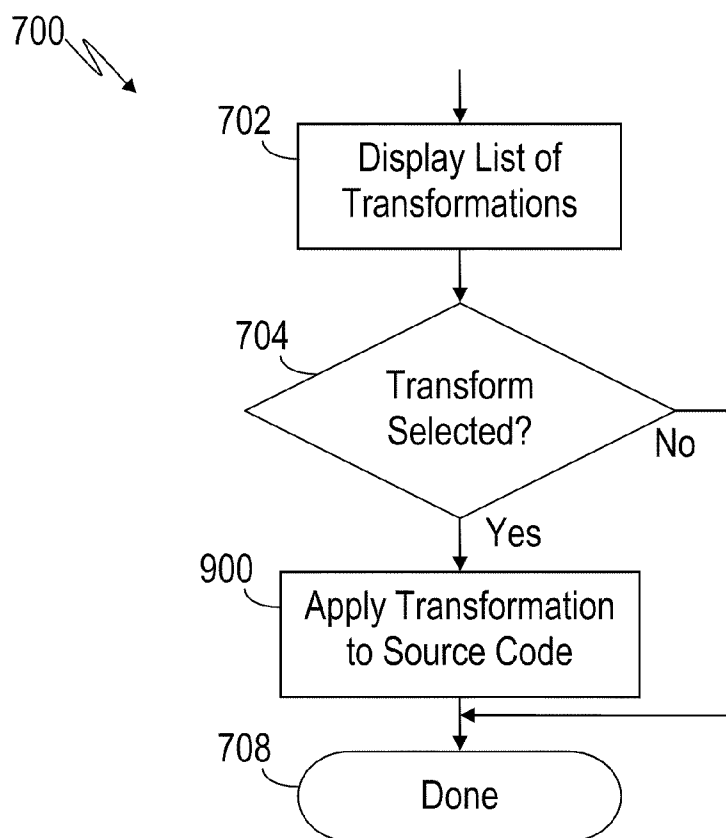 700
702
Display List of
Transformations
704
Transform
Selected?
No
Yes
900
Apply Transformation
to Source Code
708
Done